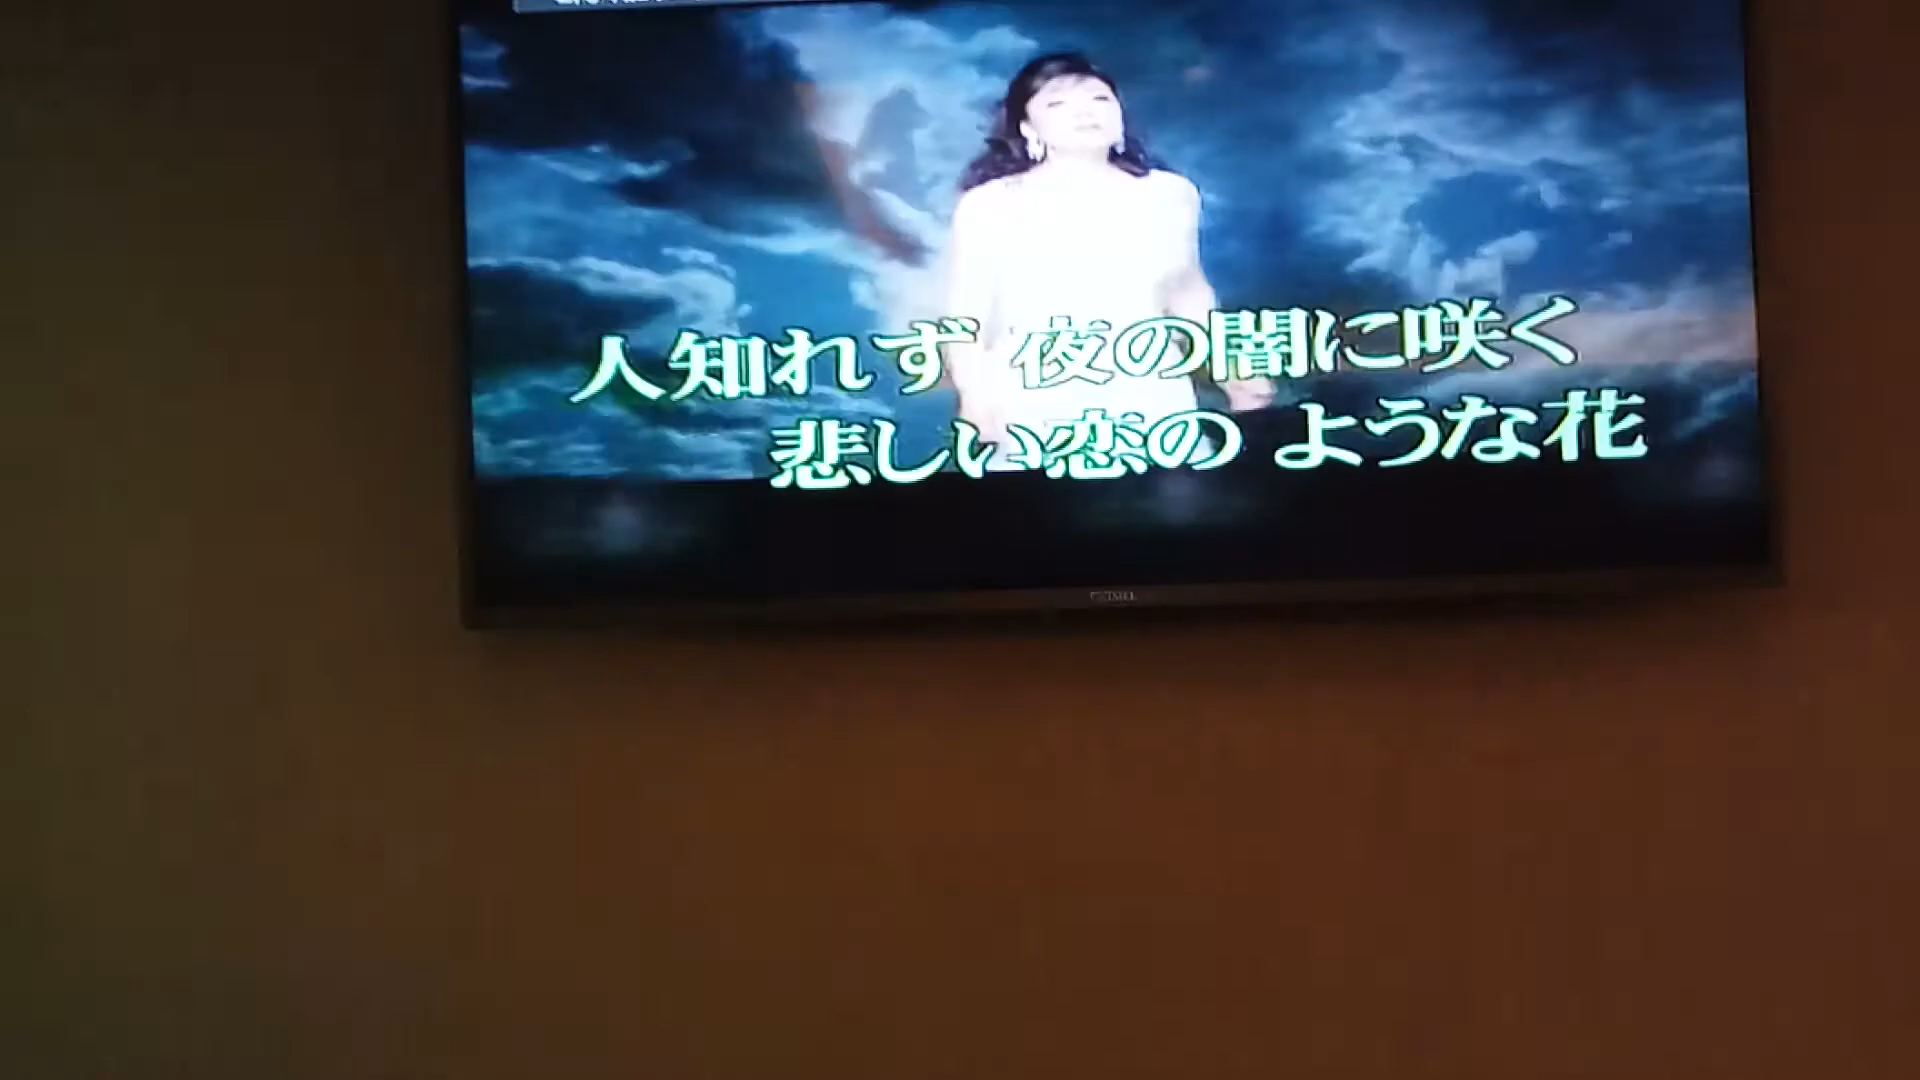 人知れず 夜の闇に咲く
悲しい恋の ような花